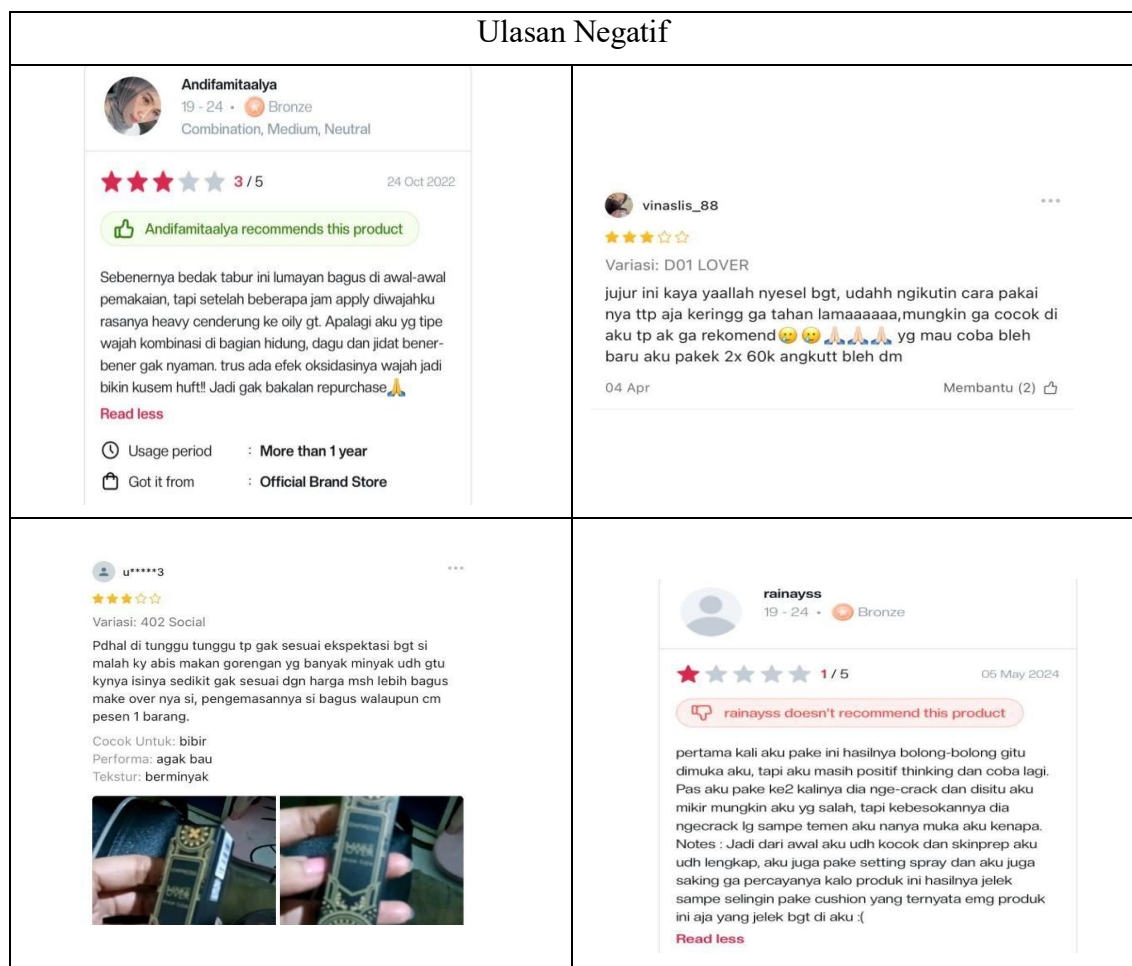 Ulasan Negatif
Andifamitaalya
19 - 24 • Bronze
Combination, Medium, Neutral
3 / 5
24 Oct 2022
Andifamitaalya recommends this product
Sebenernya bedak tabur ini lumayan bagus di awal-awal
pemakaian, tapi setelah beberapa jam apply diwajahku
rasanya heavy cenderung ke oily gt. Apalagi aku yg tipe
wajah kombinasi di bagian hidung, dagu dan jidat bener-
bener gak nyaman. trus ada efek oksidasinya wajah jadi
bikin kusem huft!! Jadi gak bakalan repurchase🙏
Read less
Usage period : More than 1 year
Got it from : Official Brand Store
vinaslis_88
Variasi: D01 LOVER
jujur ini kaya yaallah nyesel bgt, udahh ngikutin cara pakai
nya ttp aja keringg ga tahan lamaaaaaa,mungkin ga cocok di
aku tp ak ga rekomend🥲🥲🙏🏻🙏🏻🙏🏻 yg mau coba bleh
baru aku pakek 2x 60k angkutt bleh dm
04 Apr
Membantu (2)
u*****3
Variasi: 402 Social
Pdhal di tunggu tunggu tp gak sesuai ekspektasi bgt si
malah ky abis makan gorengan yg banyak minyak udh gtu
kynya isinya sedikit gak sesuai dgn harga msh lebih bagus
make over nya si, pengemasannya si bagus walaupun cm
pesen 1 barang.
Cocok Untuk: bibir
Performa: agak bau
Tekstur: berminyak
rainayss
19 - 24 • Bronze
1 / 5
05 May 2024
rainayss doesn't recommend this product
pertama kali aku pake ini hasilnya bolong-bolong gitu
dimuka aku, tapi aku masih positif thinking dan coba lagi.
Pas aku pake ke2 kalinya dia nge-crack dan disitu aku
mikir mungkin aku yg salah, tapi kebesokannya dia
ngecrack lg sampe temen aku nanya muka aku kenapa.
Notes : Jadi dari awal aku udh kocok dan skinprep aku
udh lengkap, aku juga pake setting spray dan aku juga
saking ga percayanya kalo produk ini hasilnya jelek
sampe selingin pake cushion yang ternyata emg produk
ini aja yang jelek bgt di aku :(
Read less